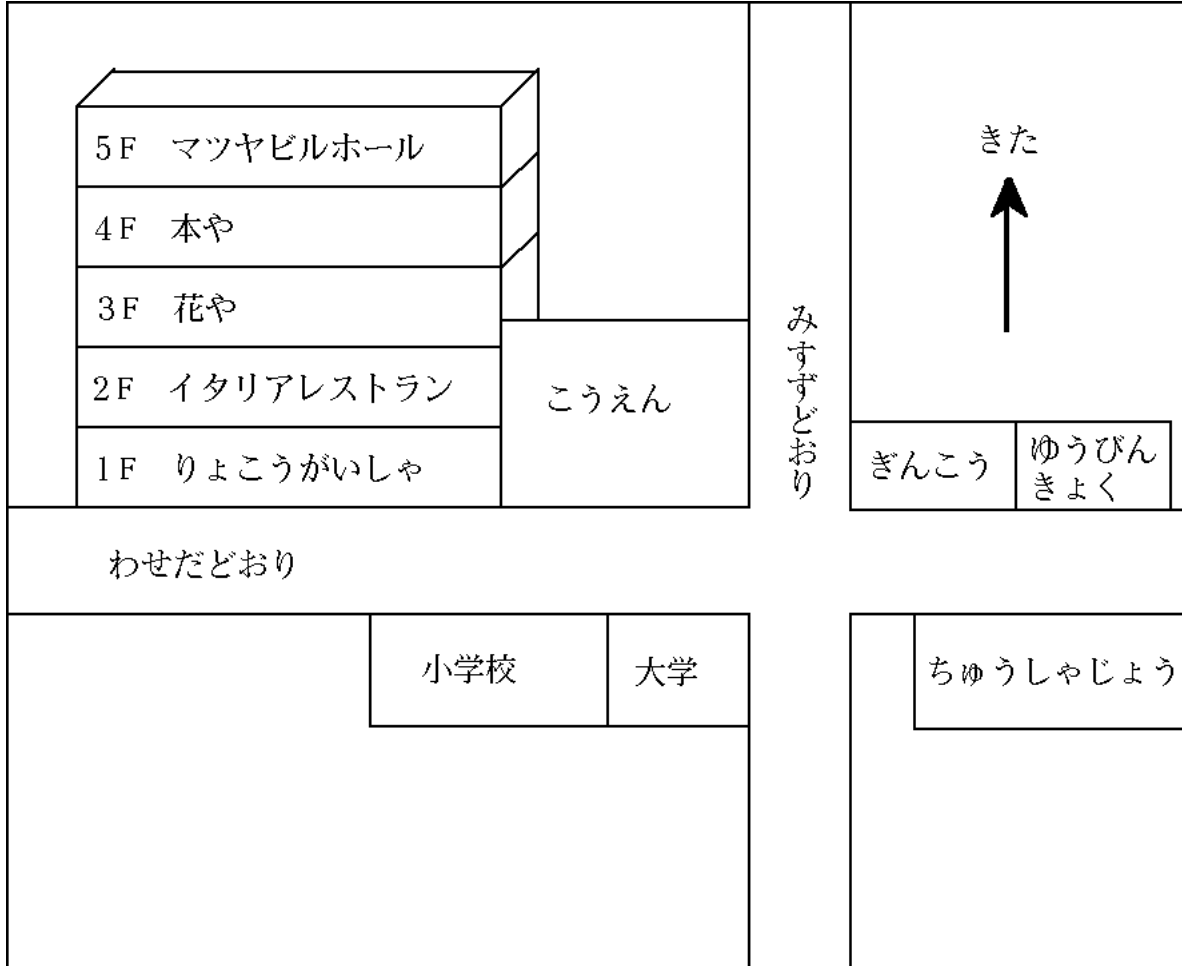 5F マツヤビルホール
4F 本や
3F 花や
2F イタリアレストラン
1F りょこうがいしゃ
こうえん
みすずどおり
きた
ぎんこう
ゆうびん
きょく
わせだどおり
小学校
大学
ちゅうしゃじょう